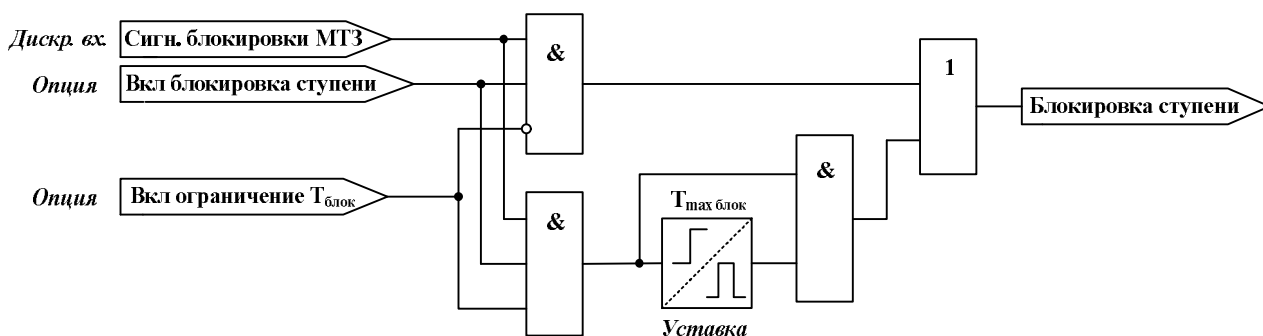 Дискр. вх. Сигн. блокировки МТЗ
&
1
Опция Вкл блокировка ступени
Блокировка ступени
Опция Вкл ограничение Тблок
&
Tmax блок
&
Уставка